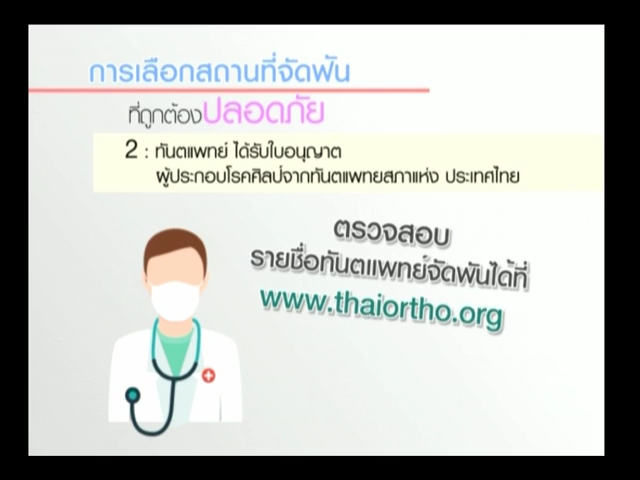 การเลือกสถานที่จัดฟัน
ที่ถูกต้องปลอดภัย
2 : ทันตแพทย์ ได้รับใบอนุญาต
ผู้ประกอบโรคศิลป์จากทันตแพทยสภาแห่ง ประเทศไทย
ตรวจสอบ
รายชื่อทันตแพทย์จัดฟันได้ที่
www.thaiortho.org